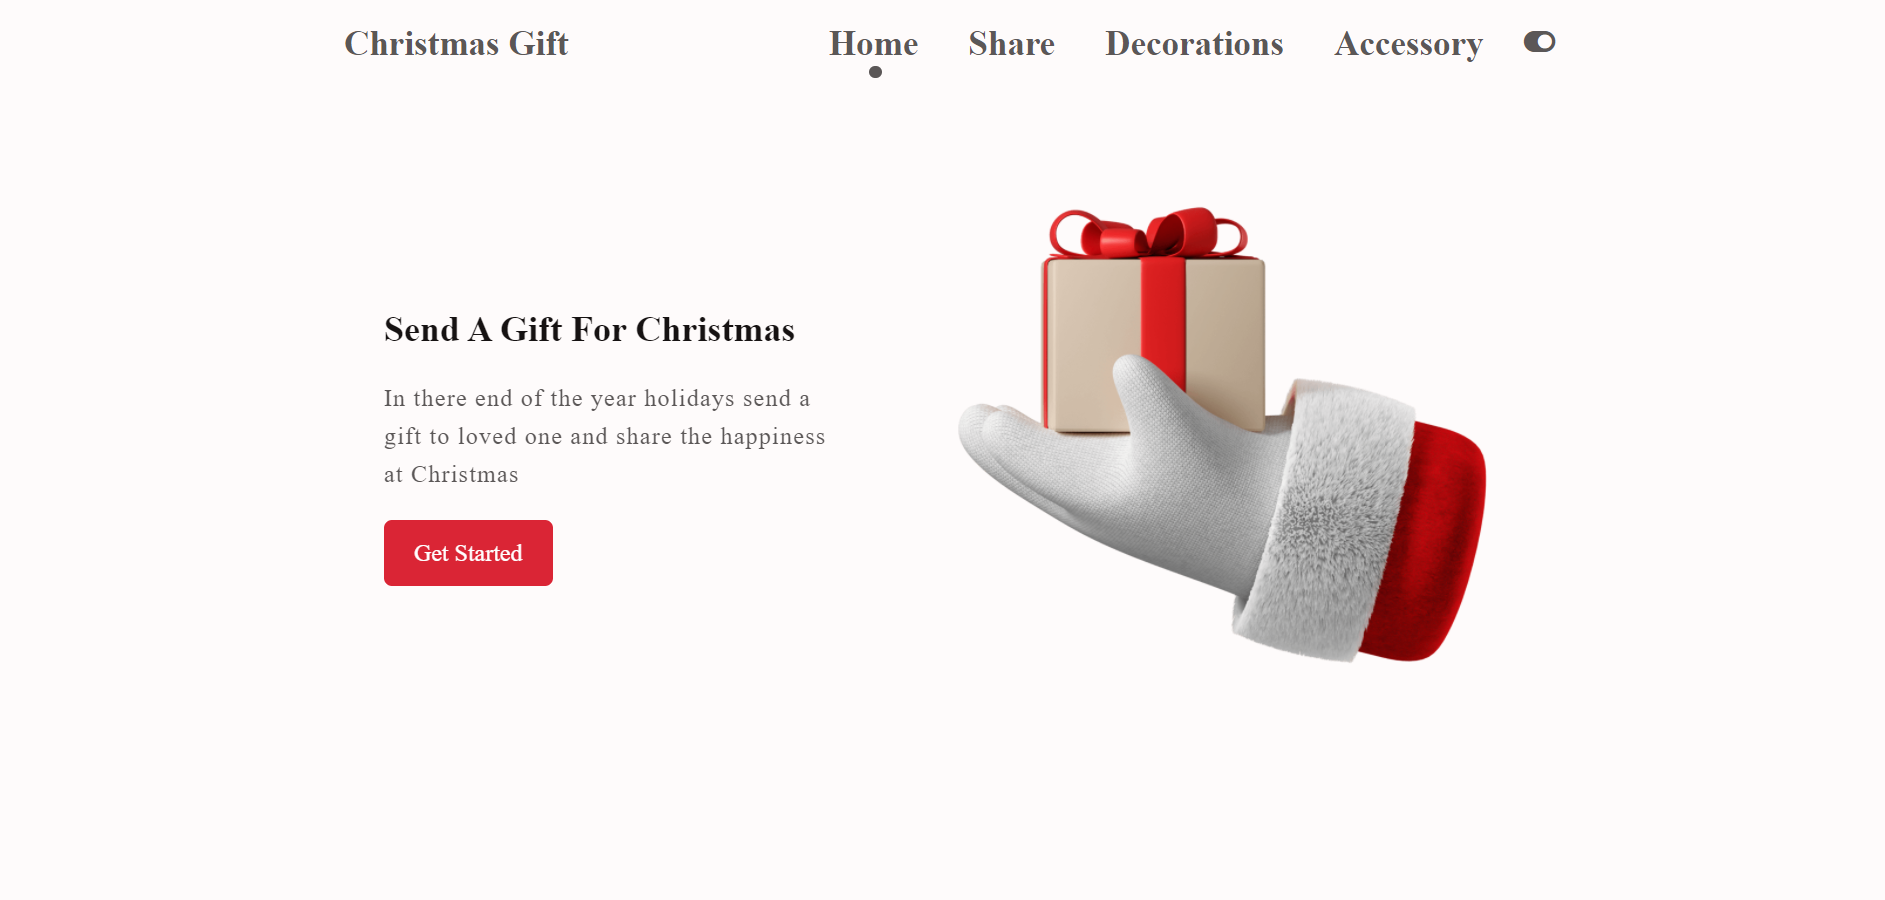 Christmas Gift
Home
Share
Decorations
Accessory
Send A Gift For Christmas
In there end of the year holidays send a
gift to loved one and share the happiness
at Christmas
Get Started